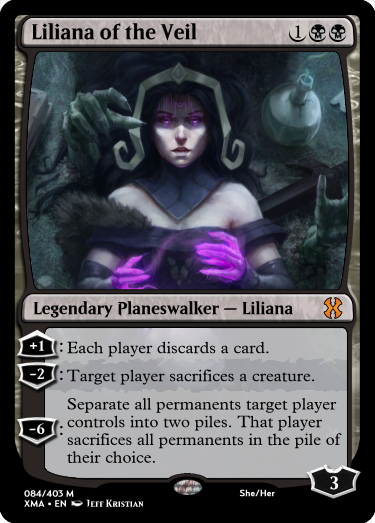 Liliana of the Veil 1
Legendary Planeswalker — Liliana
+1: Each player discards a card.
-2: Target player sacrifices a creature.
Separate all permanents target player
-6: controls into two piles. That player
sacrifices all permanents in the pile of
their choice.
3
084/403 M She/Her
XMA • EN Jeff Kristian